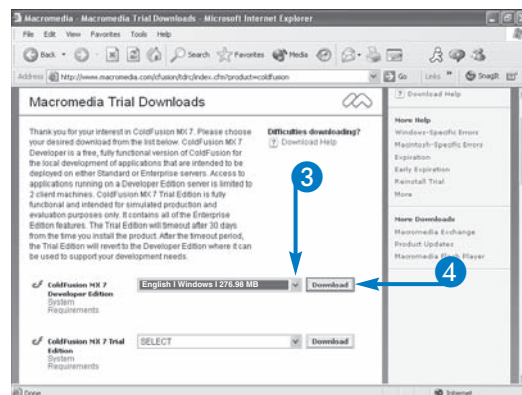 Macromedia - Macromedia Trial Downloads - Microsoft Internet Explorer
File Edit View Favorites Tools Help
Back Search Favorites Media
Address http://www.macromedia.com/cfusion/tdrc/index.cfm?product=coldfusion Go Links » SnagIt
Macromedia Trial Downloads
Thank you for your interest in ColdFusion MX 7. Please choose
your desired download from the list below. ColdFusion MX 7
Developer is a free, fully functional version of ColdFusion for
the local development of applications that are intended to be
deployed on either Standard or Enterprise servers. Access to
applications running on a Developer Edition server is limited to
2 client machines. ColdFusion MX 7 Trial Edition is fully
functional and intended for simulated production and
evaluation purposes only. It contains all of the Enterprise
Edition features. The Trial Edition will timeout after 30 days
from the time you install the product. After the timeout period,
the Trial Edition will revert to the Developer Edition where it can
be used to support your development needs.
Difficulties downloading?
? Download Help
3
ColdFusion MX 7
Developer Edition
System
Requirements
English | Windows | 276.98 MB
Download
4
ColdFusion MX 7 Trial
Edition
System
Requirements
SELECT
Download
? Download Help
More Help
Windows-Specific Errors
Macintosh-Specific Errors
Expiration
Early Expiration
Reinstall Trial
More
More Downloads
Macromedia Exchange
Product Updates
Macromedia Flash Player
Done
Internet